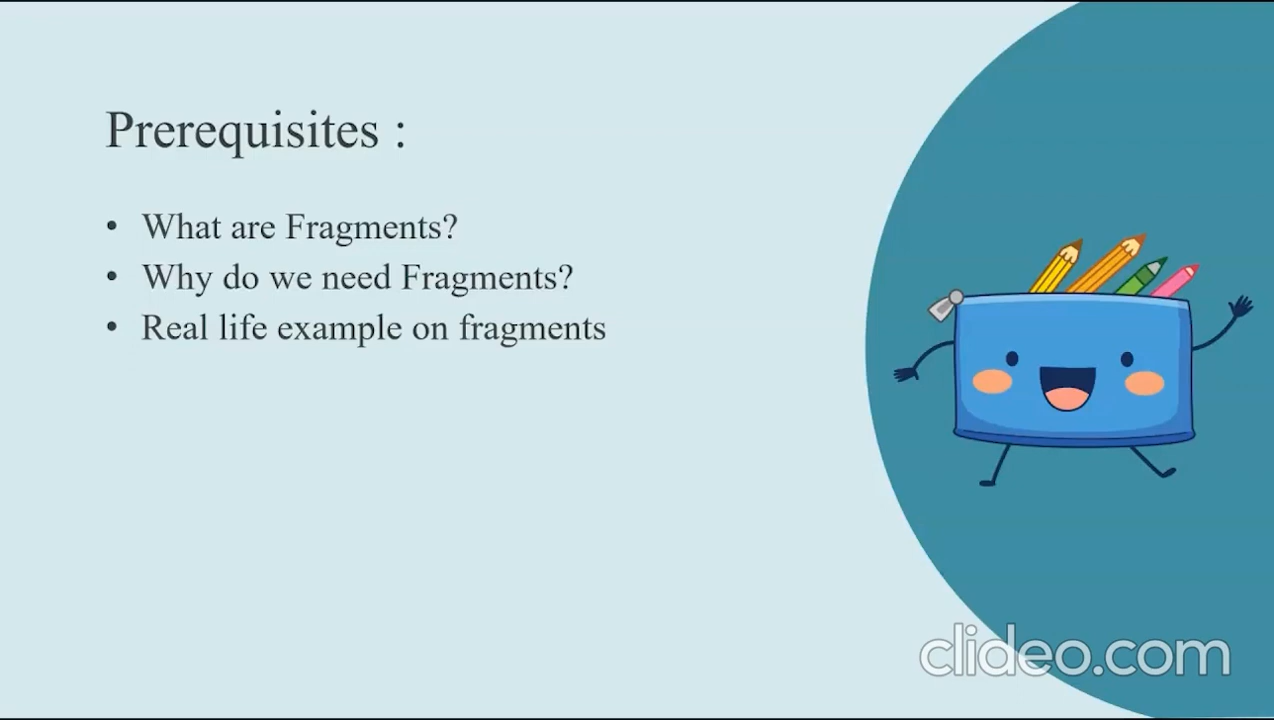 Prerequisites :
• What are Fragments?
• Why do we need Fragments?
• Real life example on fragments
clideo.com